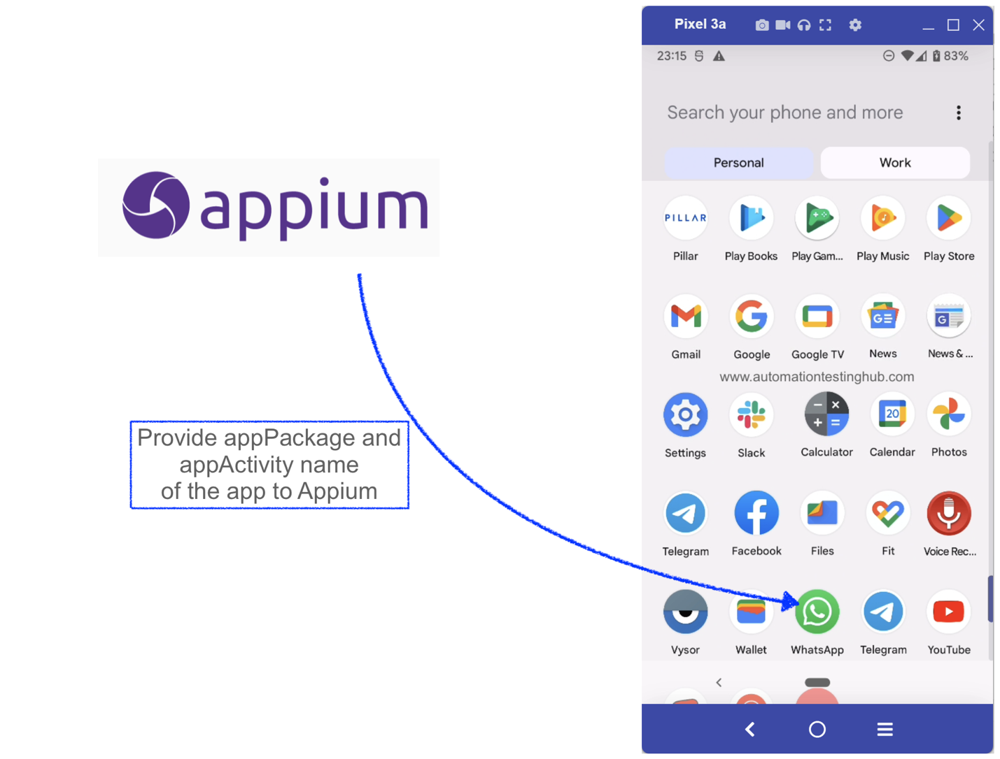 Pixel 3a
23:15
83%
Search your phone and more
Personal
Work
appium
PILLAR
Pillar
Play Books
Play Gam...
Play Music
Play Store
G
GE
G
Gmail
Google
Google TV
News
News & ...
www.automationtestinghub.com
20
Settings
Slack
Calculator
Calendar
Photos
Provide appPackage and
appActivity name
of the app to Appium
Telegram
Facebook
Files
Fit
Voice Rec...
Vysor
Wallet
WhatsApp
Telegram
YouTube